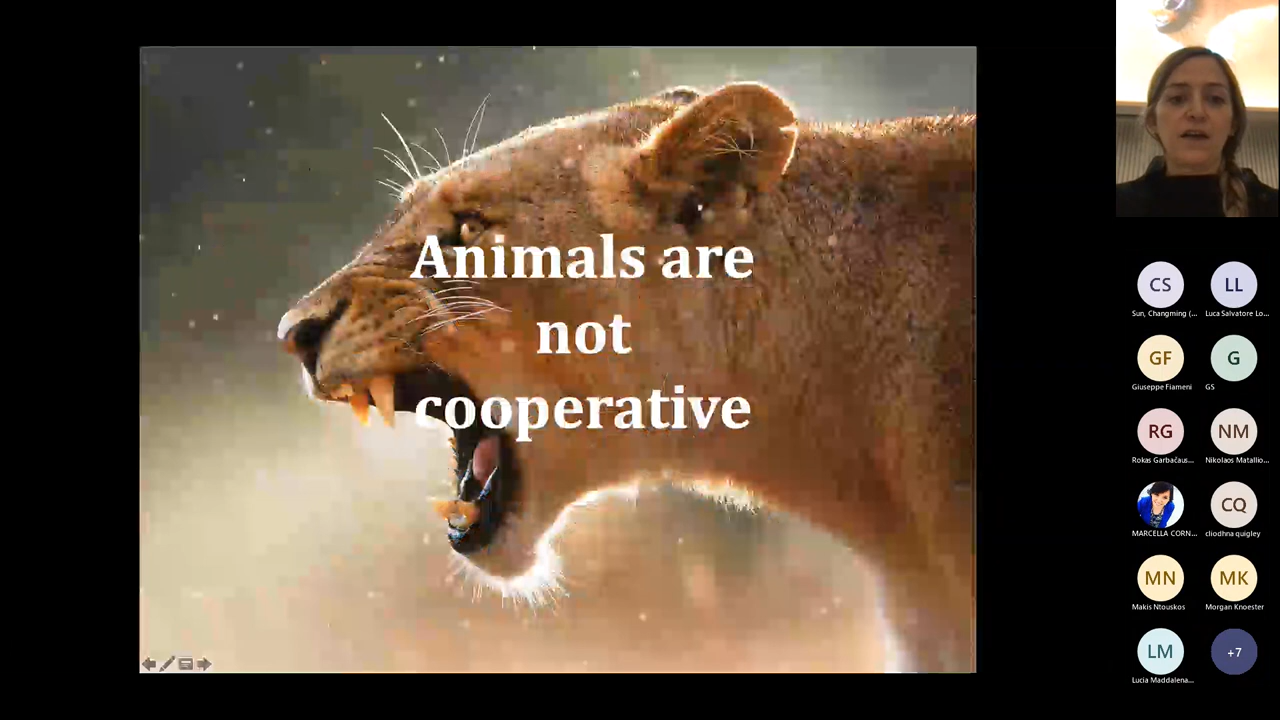 Animals are
not
cooperative
CS
LL
Sun, Changming (...
Luca Salvatore Lo...
GF
G
Giuseppe Fiameni
GS
RG
NM
Rokas Garbačaus...
Nikolaos Matallio...
CQ
MARCELLA CORN...
cliodhna quigley
MN
MK
Makis Ntouskos
Morgan Knoester
LM
+7
Lucia Maddalena...